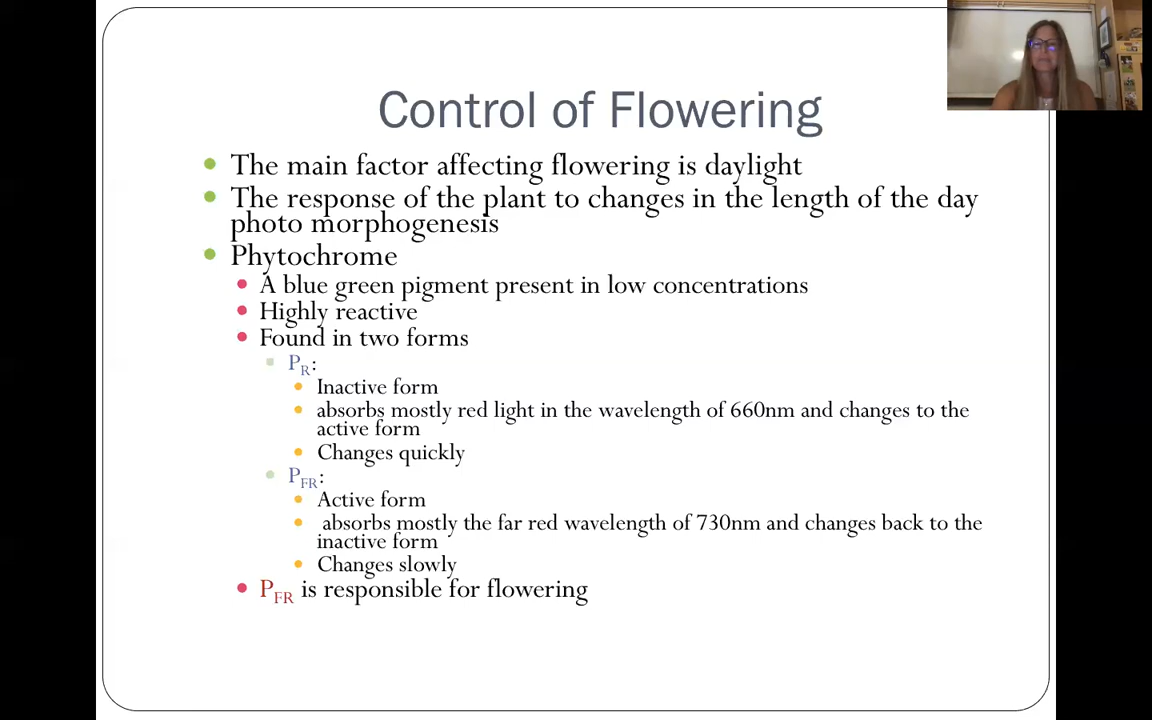 Control of Flowering
The main factor affecting flowering is daylight
The response of the plant to changes in the length of the day
photo morphogenesis
Phytochrome
A blue green pigment present in low concentrations
Highly reactive
Found in two forms
PR:
Inactive form
absorbs mostly red light in the wavelength of 660nm and changes to the
active form
Changes quickly
PFR:
Active form
absorbs mostly the far red wavelength of 730nm and changes back to the
inactive form
Changes slowly
PFR is responsible for flowering